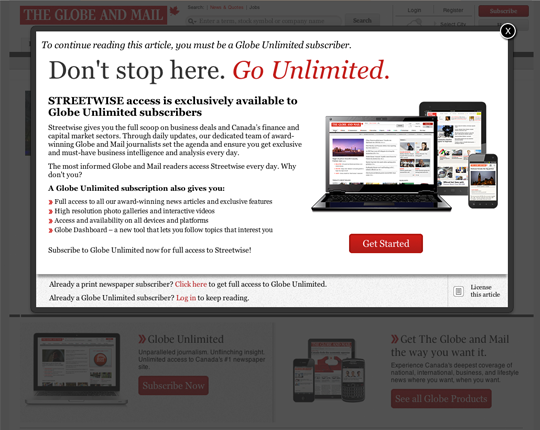 THE GLOBE AND MAIL
Search News & Quotes Jobs
Enter a term, stock symbol or company name
Search
Login Register Subscribe
Select City
X
To continue reading this article, you must be a Globe Unlimited subscriber.
Don't stop here. Go Unlimited.
STREETWISE access is exclusively available to
Globe Unlimited subscribers
Streetwise gives you the full scoop on business deals and Canada's finance and
capital market sectors. Through daily updates, our dedicated team of award-
winning Globe and Mail journalists set the agenda and ensure you get exclusive
and must-have business intelligence and analysis every day.
The most informed Globe and Mail readers access Streetwise every day. Why
don't you?
A Globe Unlimited subscription also gives you:
Full access to all our award-winning news articles and exclusive features
High resolution photo galleries and interactive videos
Access and availability on all devices and platforms
Globe Dashboard – a new tool that lets you follow topics that interest you
Subscribe to Globe Unlimited now for full access to Streetwise!
Get Started
Already a print newspaper subscriber? Click here to get full access to Globe Unlimited.
Already a Globe Unlimited subscriber? Log in to keep reading.
License
this article
Globe Unlimited
Unparalleled journalism. Unflinching insight.
Unlimited access to Canada's #1 newspaper
site.
Subscribe Now
Get The Globe and Mail
the way you want it.
Experience Canada's deepest coverage of
national, international, business, and lifestyle
news where you want, when you want.
See all Globe Products